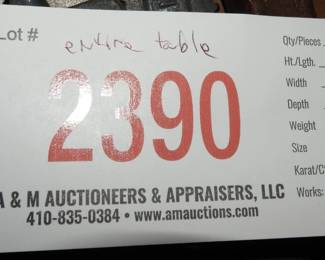 Lot #
entire table
Qty/Pieces
Ht./Lgth.
2390
Width
Depth
Weight
Size
Karat/C
A & M AUCTIONEERS & APPRAISERS, LLC
Works:
410-835-0384 • www.amauctions.com